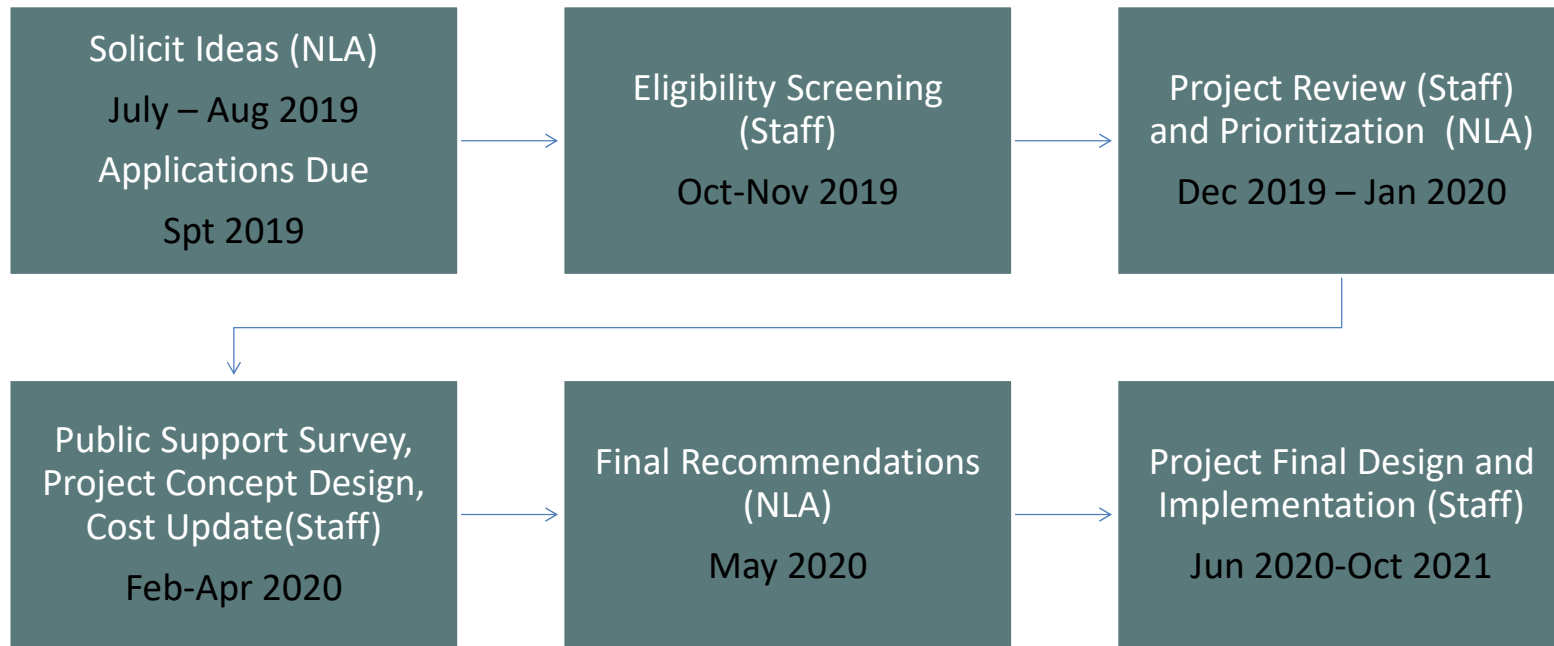 Solicit Ideas (NLA)
July – Aug 2019
Applications Due
Spt 2019
Eligibility Screening
(Staff)
Oct-Nov 2019
Project Review (Staff)
and Prioritization (NLA)
Dec 2019 – Jan 2020
Public Support Survey,
Project Concept Design,
Cost Update(Staff)
Feb-Apr 2020
Final Recommendations
(NLA)
May 2020
Project Final Design and
Implementation (Staff)
Jun 2020-Oct 2021